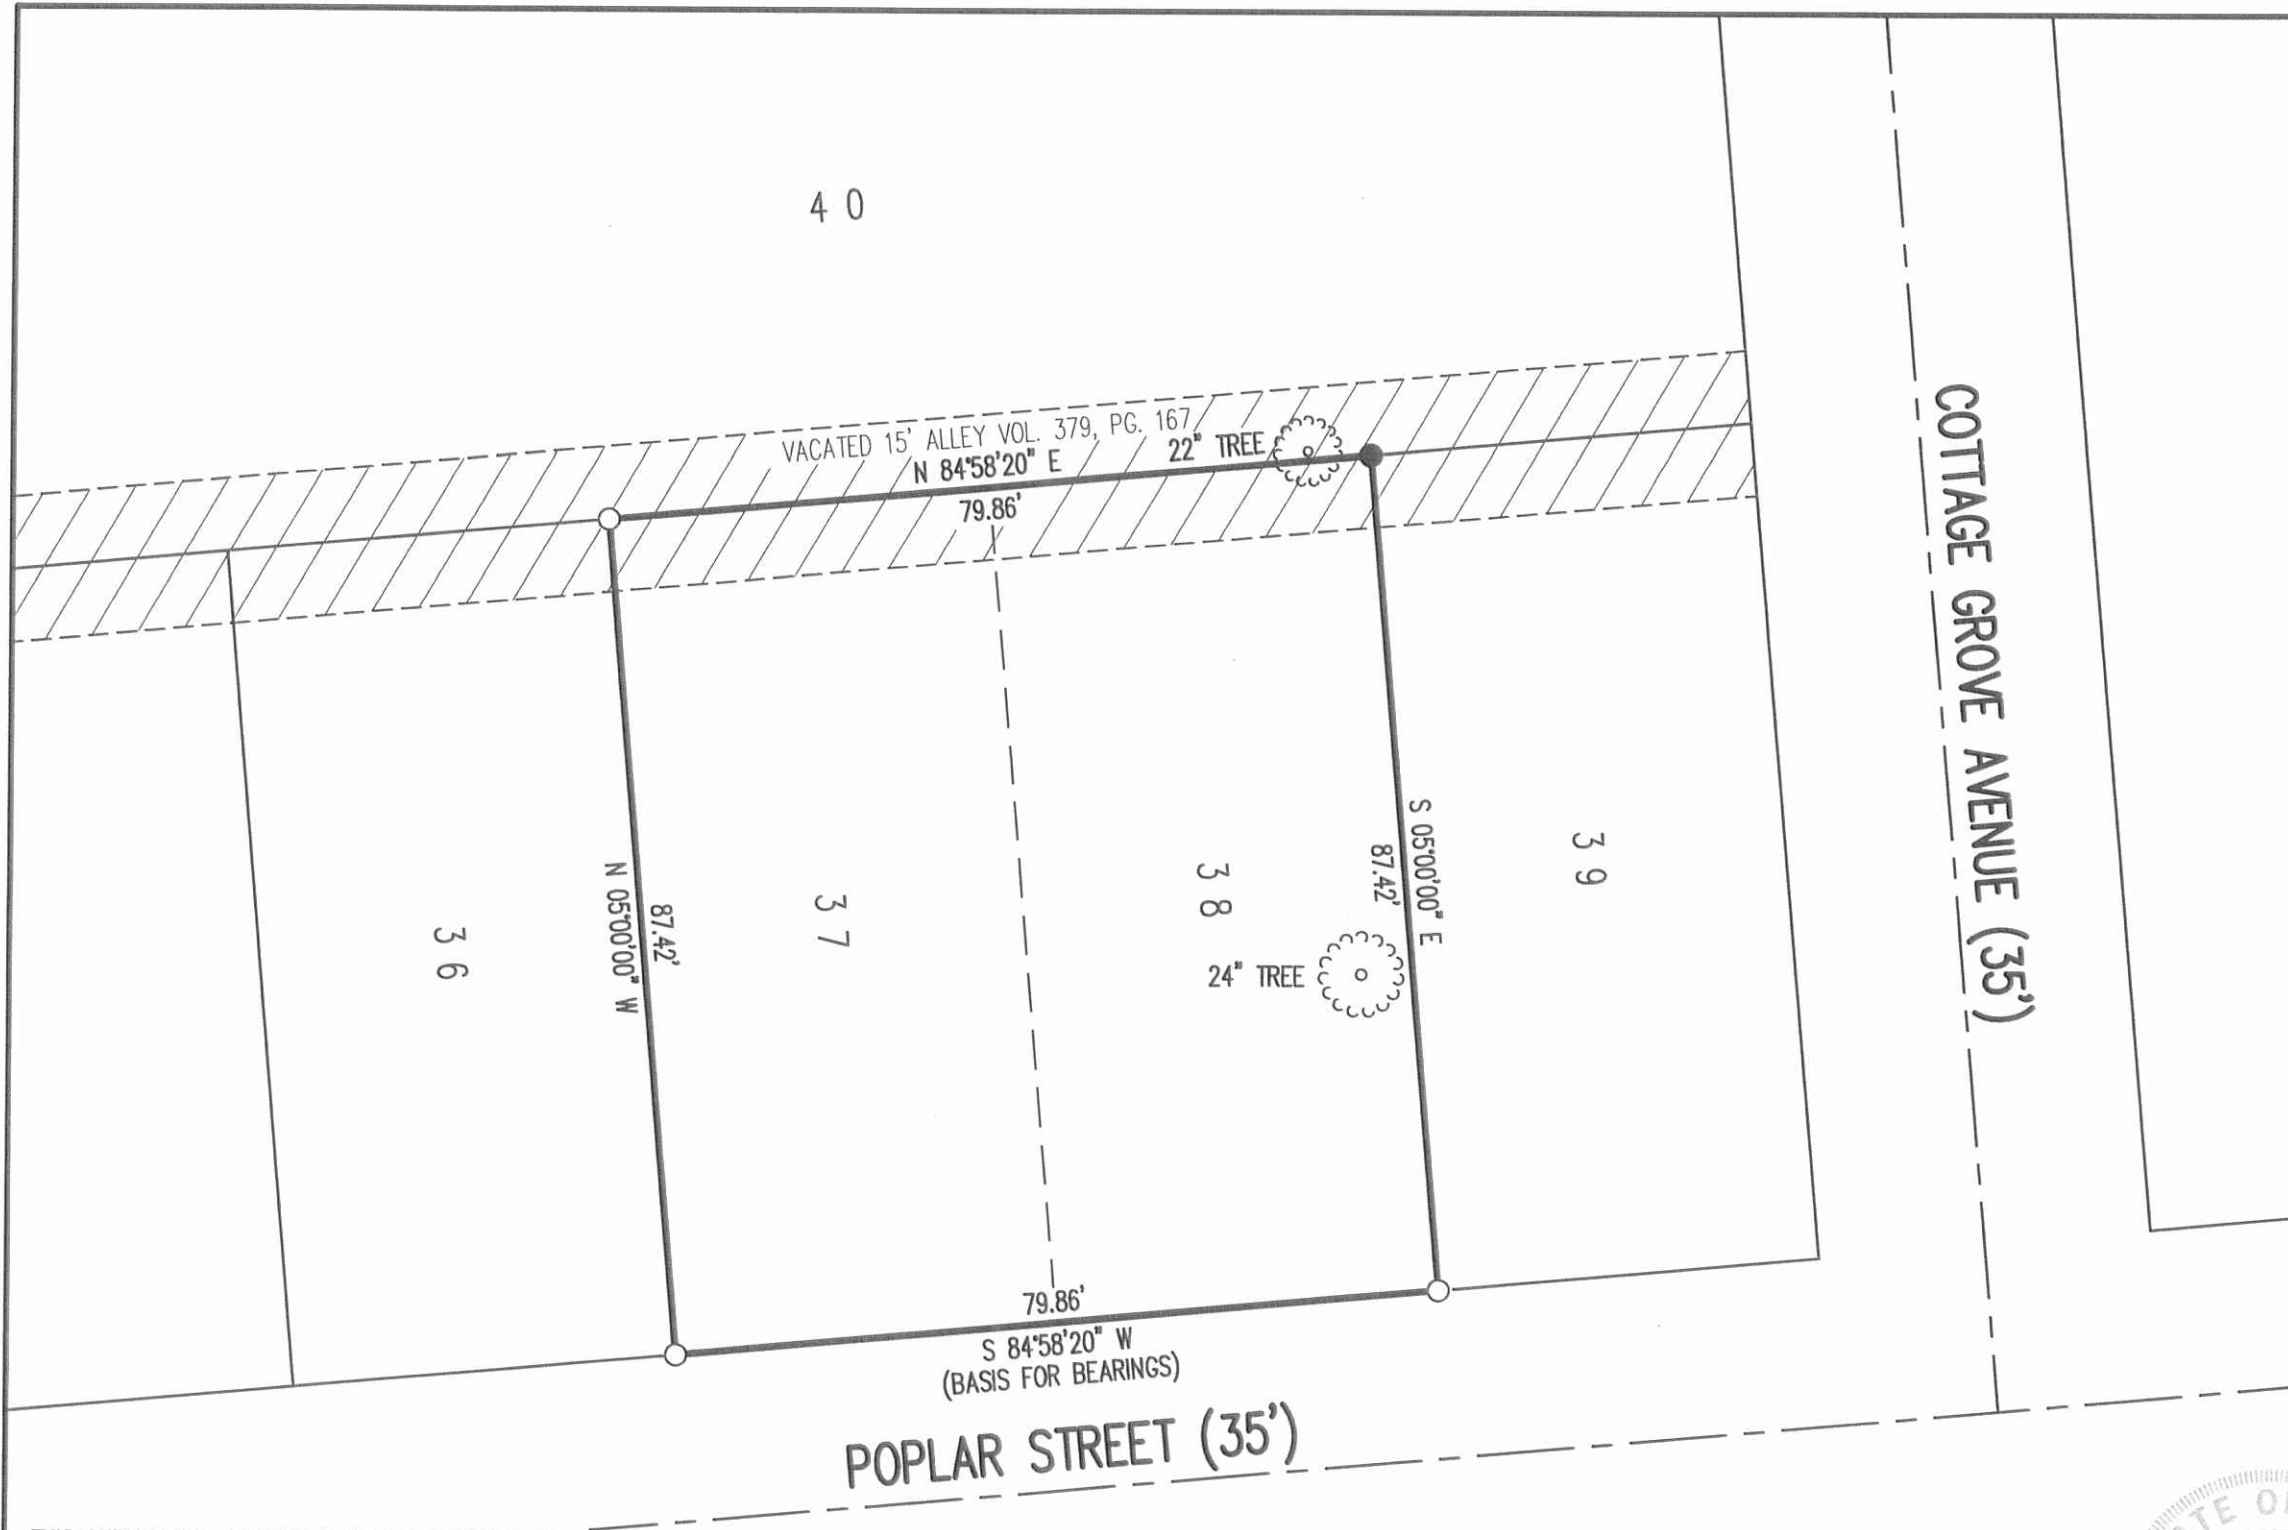 4 0
VACATED 15' ALLEY VOL. 379, PG. 167
22" TREE
N 84°58'20" E
79.86'
COTTAGE GROVE AVENUE (35')
S 05°00'00" E
87.42'
3 9
3 8
3 7
3 6
87.42'
N 05°00'00" W
24" TREE
79.86'
S 84°58'20" W
(BASIS FOR BEARINGS)
POPLAR STREET (35')